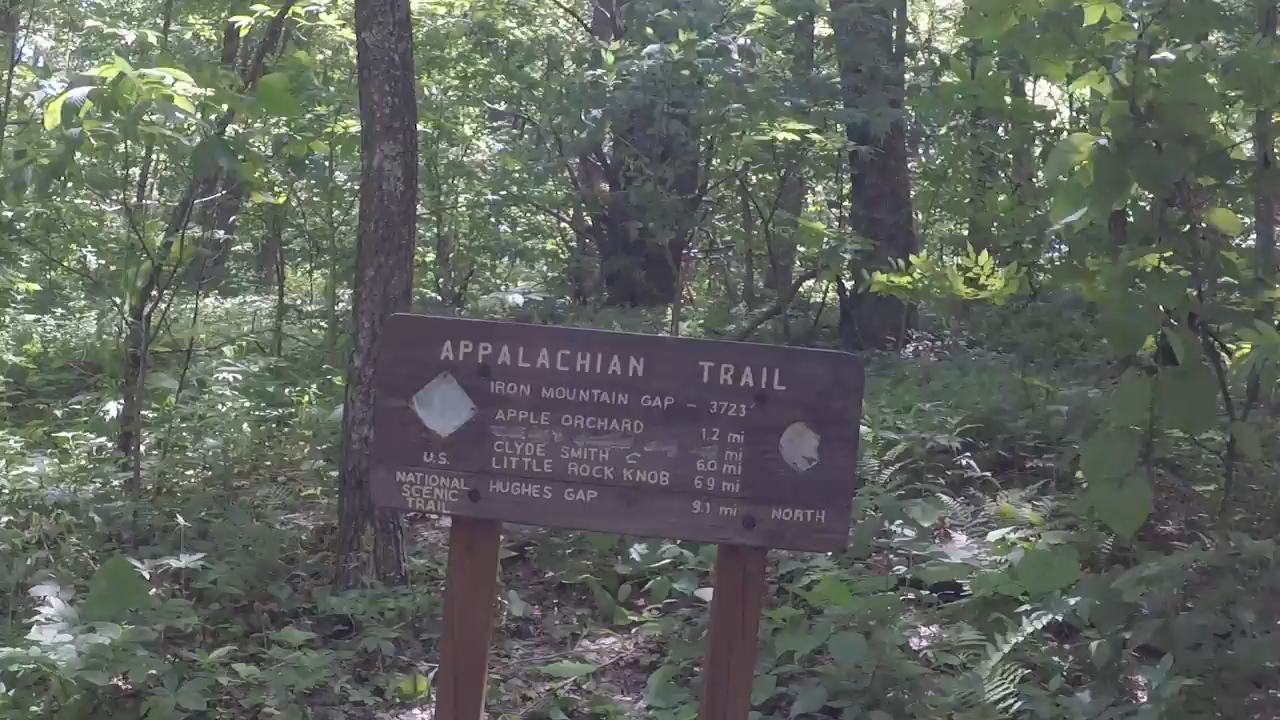 APPALACHIAN TRAIL
IRON MOUNTAIN GAP - 3723'
APPLE ORCHARD 1.2 mi
mi
CLYDE SMITH 6.0 mi
LITTLE ROCK KNOB 6.9 mi
HUGHES GAP 9.1 mi
U.S.
NATIONAL
SCENIC
TRAIL
NORTH